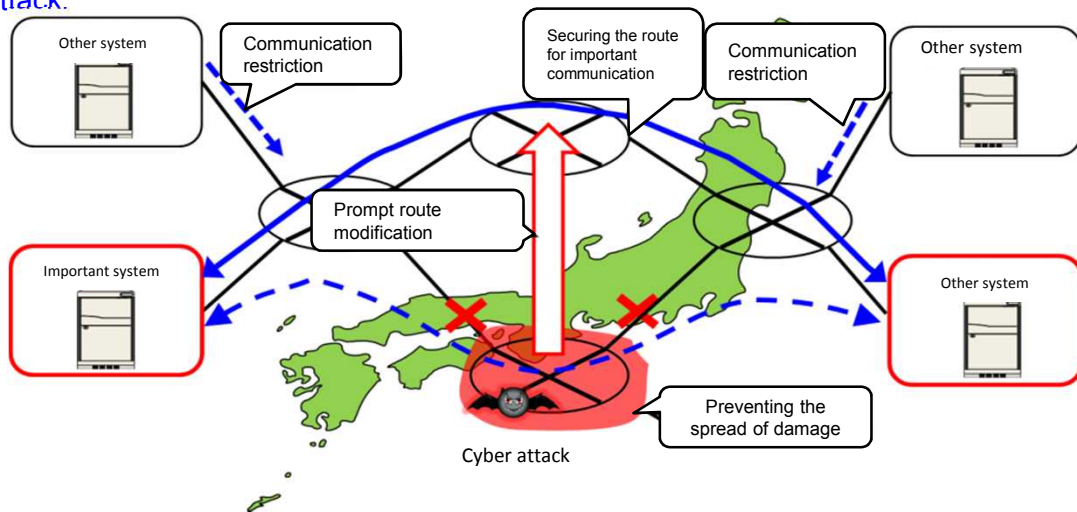 Other system
Communication
restriction
Securing the route
for important
communication
Communication
restriction
Other system
Prompt route
modification
Important system
Other system
Preventing the
spread of damage
Cyber attack